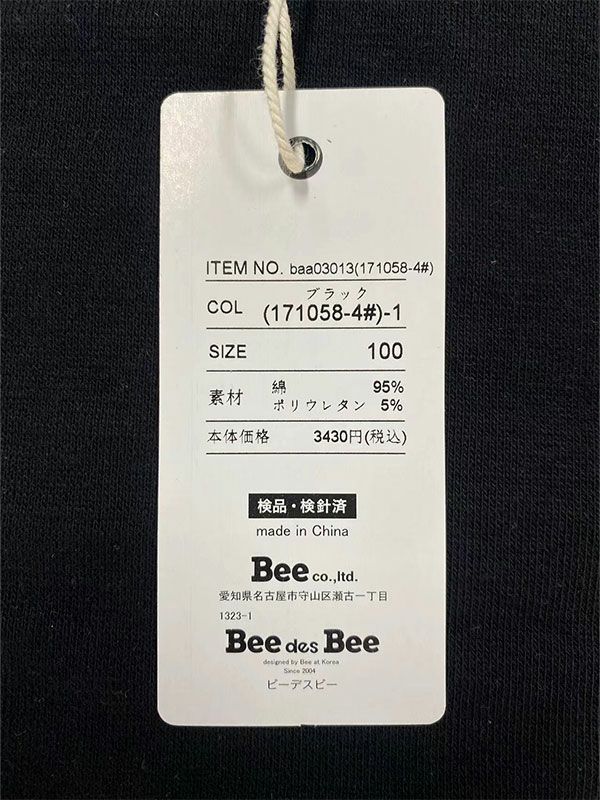 ITEM NO. baa03013(171058-4#)
ブラック
COL (171058-4#)-1
SIZE 100
素材 綿 95%
ポリウレタン 5%
本体価格 3430円(税込)
検品・検針済
made in China
Bee co.,ltd.
愛知県名古屋市守山区瀬古一丁目
1323-1
Bee des Bee
designed by Bee at Korea
Since 2004
ビーデスビー